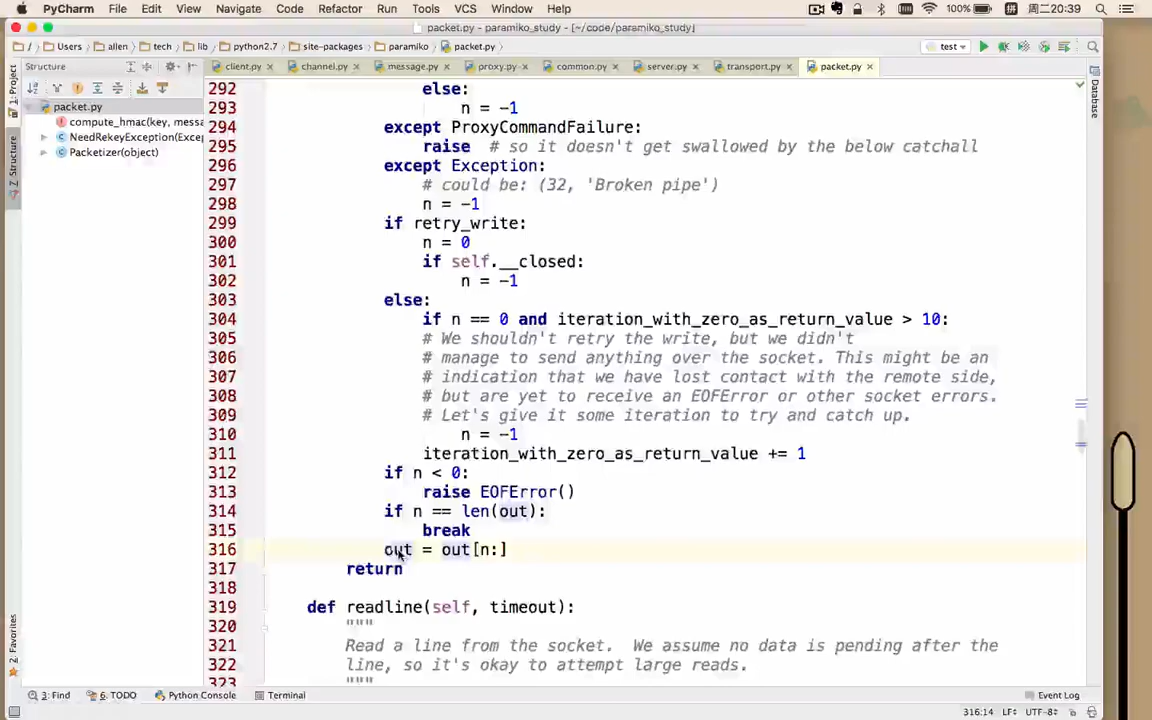 PyCharm File Edit View Navigate Code Refactor Run Tools VCS Window Help 100% 周二20:39
packet.py - paramiko_study - [~/code/paramiko_study]
/ Users allen tech lib python2.7 site-packages paramiko packet.py test
Structure client.py channel.py message.py proxy.py common.py server.py transport.py packet.py
1: Project
Z: Structure
2: Favorites
Database
packet.py
compute_hmac(key, messa
NeedRekeyException(Excep
Packetizer(object)
292 else:
293 n = -1
294 except ProxyCommandFailure:
295 raise # so it doesn't get swallowed by the below catchall
296 except Exception:
297 # could be: (32, 'Broken pipe')
298 n = -1
299 if retry_write:
300 n = 0
301 if self.__closed:
302 n = -1
303 else:
304 if n == 0 and iteration_with_zero_as_return_value > 10:
305 # We shouldn't retry the write, but we didn't
306 # manage to send anything over the socket. This might be an
307 # indication that we have lost contact with the remote side,
308 # but are yet to receive an EOFError or other socket errors.
309 # Let's give it some iteration to try and catch up.
310 n = -1
311 iteration_with_zero_as_return_value += 1
312 if n < 0:
313 raise EOFError()
314 if n == len(out):
315 break
316 out = out[n:]
317 return
318
319 def readline(self, timeout):
320 """
321 Read a line from the socket. We assume no data is pending after the
322 line, so it's okay to attempt large reads.
323 """
3: Find 6: TODO Python Console Terminal Event Log
316:14 LF÷ UTF-8÷